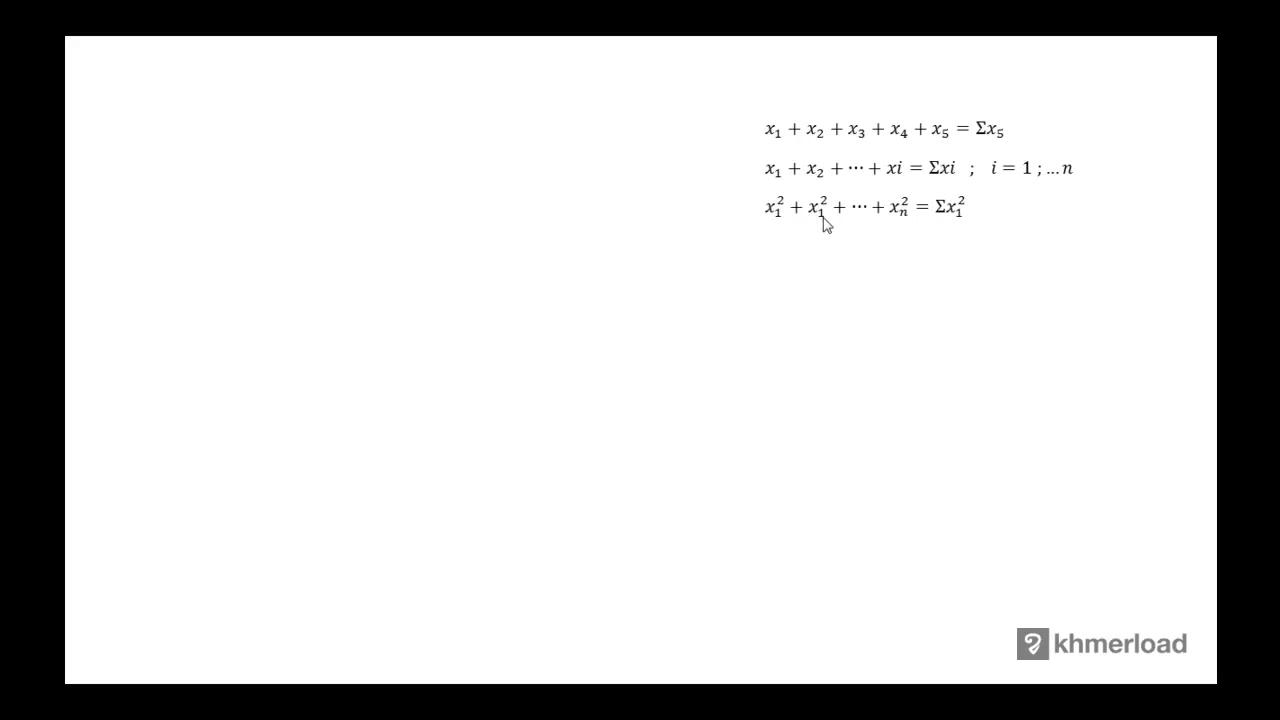 x₁ + x₂ + x₃ + x₄ + x₅ = Σx₅
x₁ + x₂ + ⋯ + xi = Σxi ; i = 1 ; …n
x₁² + x₁² + ⋯ + xₙ² = Σx₁²
khmerload